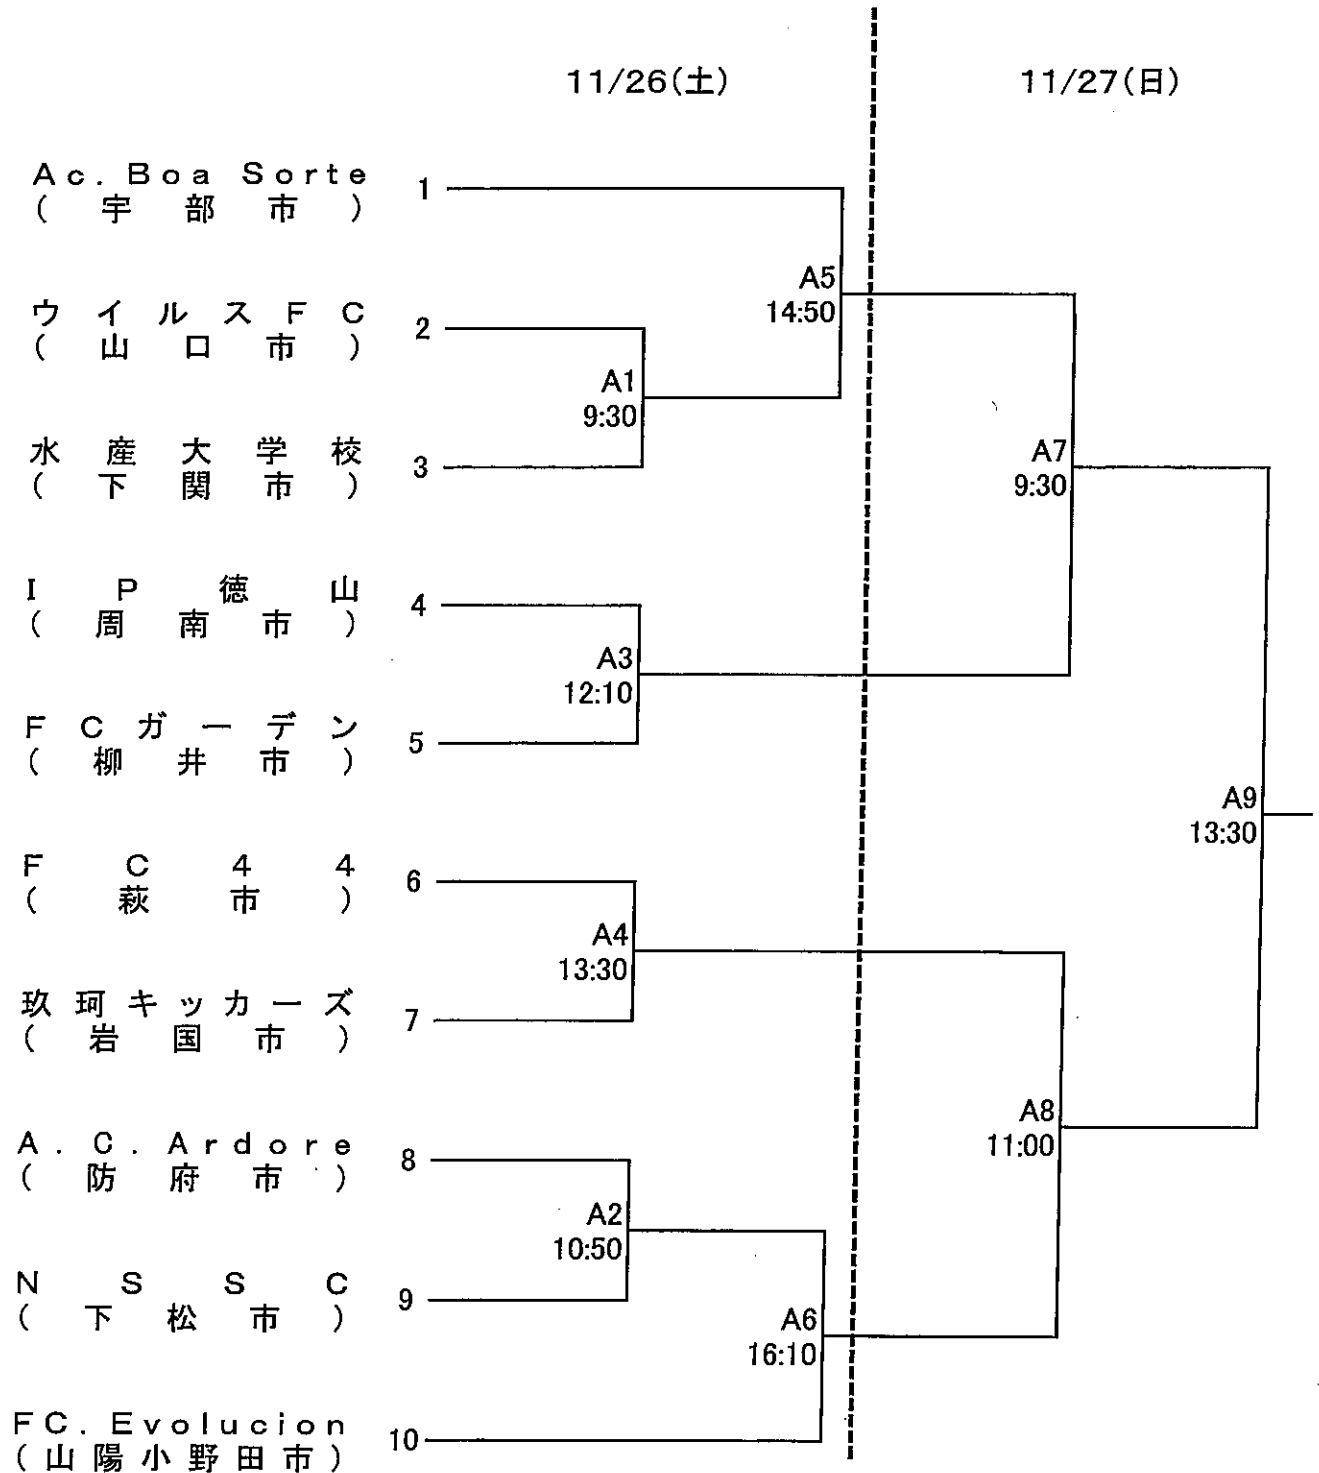 11/26(土) 11/27(日)
Ac. Boa Sorte
(宇部市)
1
A5
14:50
ウイルスFC
(山口市)
2
A1
9:30
水産大学校
(下関市)
3
A7
9:30
IP徳山
(周南市)
4
A3
12:10
FCガーデン
(柳井市)
5
A9
13:30
FC44
(萩市)
6
A4
13:30
玖珂キッカーズ
(岩国市)
7
A8
11:00
A.C.Ardore
(防府市)
8
A2
10:50
NSSC
(下松市)
9
A6
16:10
FC.Evolucion
(山陽小野田市)
10